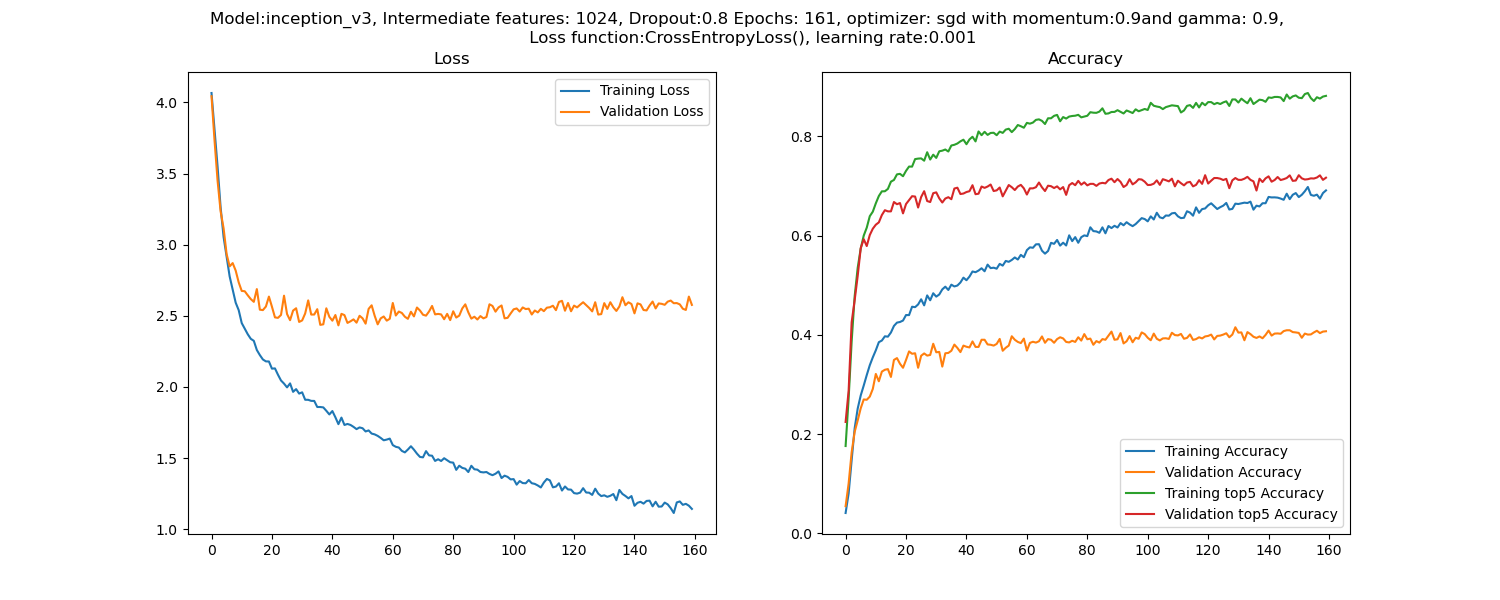 Model:inception_v3, Intermediate features: 1024, Dropout:0.8 Epochs: 161, optimizer: sgd with momentum:0.9and gamma: 0.9,
Loss function:CrossEntropyLoss(), learning rate:0.001
Loss
4.0
3.5
3.0
2.5
2.0
1.5
1.0
0 20 40 60 80 100 120 140 160
Training Loss
Validation Loss
Accuracy
0.8
0.6
0.4
0.2
0.0
0 20 40 60 80 100 120 140 160
Training Accuracy
Validation Accuracy
Training top5 Accuracy
Validation top5 Accuracy